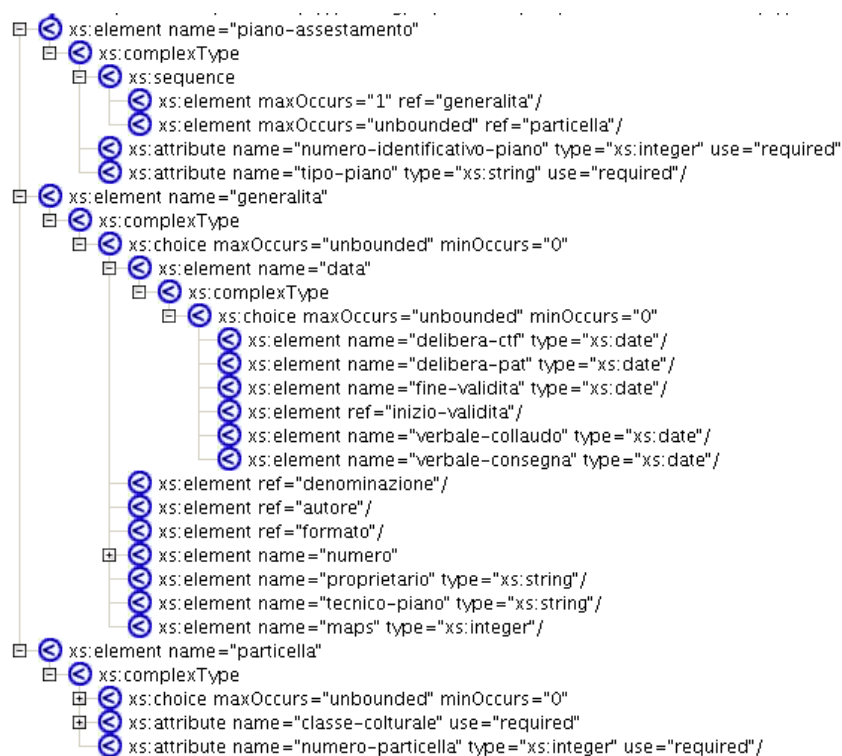 xs:element name="piano-assestamento"
xs:complexType
xs:sequence
xs:element maxOccurs="1" ref="generalita"/
xs:element maxOccurs="unbounded" ref="particella"/
xs:attribute name="numero-identificativo-piano" type="xs:integer" use="required"
xs:attribute name="tipo-piano" type="xs:string" use="required"/
xs:element name="generalita"
xs:complexType
xs:choice maxOccurs="unbounded" minOccurs="0"
xs:element name="data"
xs:complexType
xs:choice maxOccurs="unbounded" minOccurs="0"
xs:element name="delibera-ctf" type="xs:date"/
xs:element name="delibera-pat" type="xs:date"/
xs:element name="fine-validita" type="xs:date"/
xs:element ref="inizio-validita"/
xs:element name="verbale-collaudo" type="xs:date"/
xs:element name="verbale-consegna" type="xs:date"/
xs:element ref="denominazione"/
xs:element ref="autore"/
xs:element ref="formato"/
xs:element name="numero"
xs:element name="proprietario" type="xs:string"/
xs:element name="tecnico-piano" type="xs:string"/
xs:element name="maps" type="xs:integer"/
xs:element name="particella"
xs:complexType
xs:choice maxOccurs="unbounded" minOccurs="0"
xs:attribute name="classe-colturale" use="required"
xs:attribute name="numero-particella" type="xs:integer" use="required"/